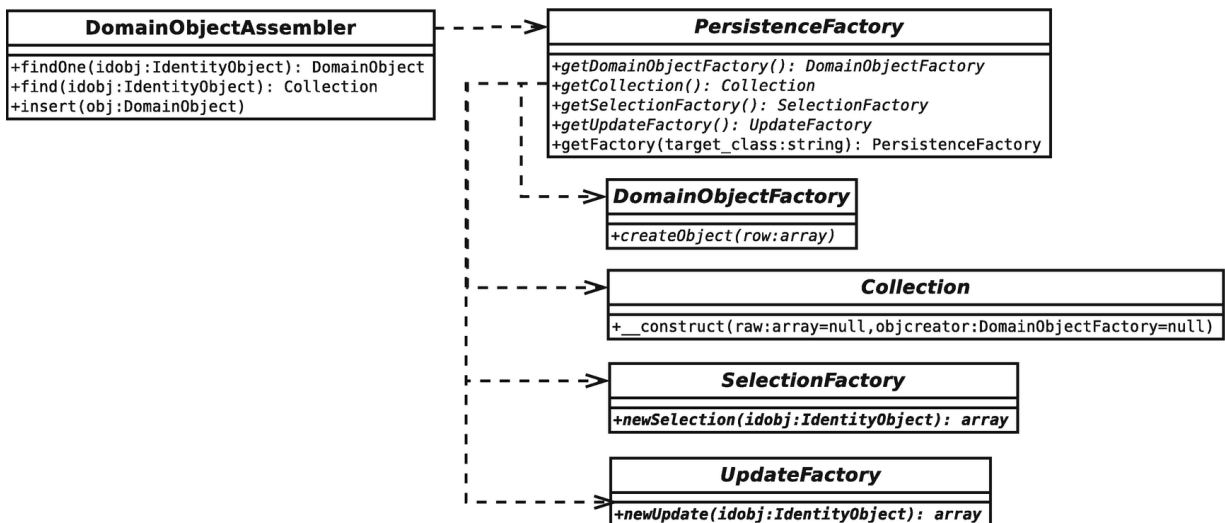 DomainObjectAssembler
+findOne(idobj:IdentityObject): DomainObject
+find(idobj:IdentityObject): Collection
+insert(obj:DomainObject)
PersistenceFactory
+getDomainObjectFactory(): DomainObjectFactory
+getCollection(): Collection
+getSelectionFactory(): SelectionFactory
+getUpdateFactory(): UpdateFactory
+getFactory(target_class:string): PersistenceFactory
DomainObjectFactory
+createObject(row:array)
Collection
+__construct(raw:array=null,objcreator:DomainObjectFactory=null)
SelectionFactory
+newSelection(idobj:IdentityObject): array
UpdateFactory
+newUpdate(idobj:IdentityObject): array